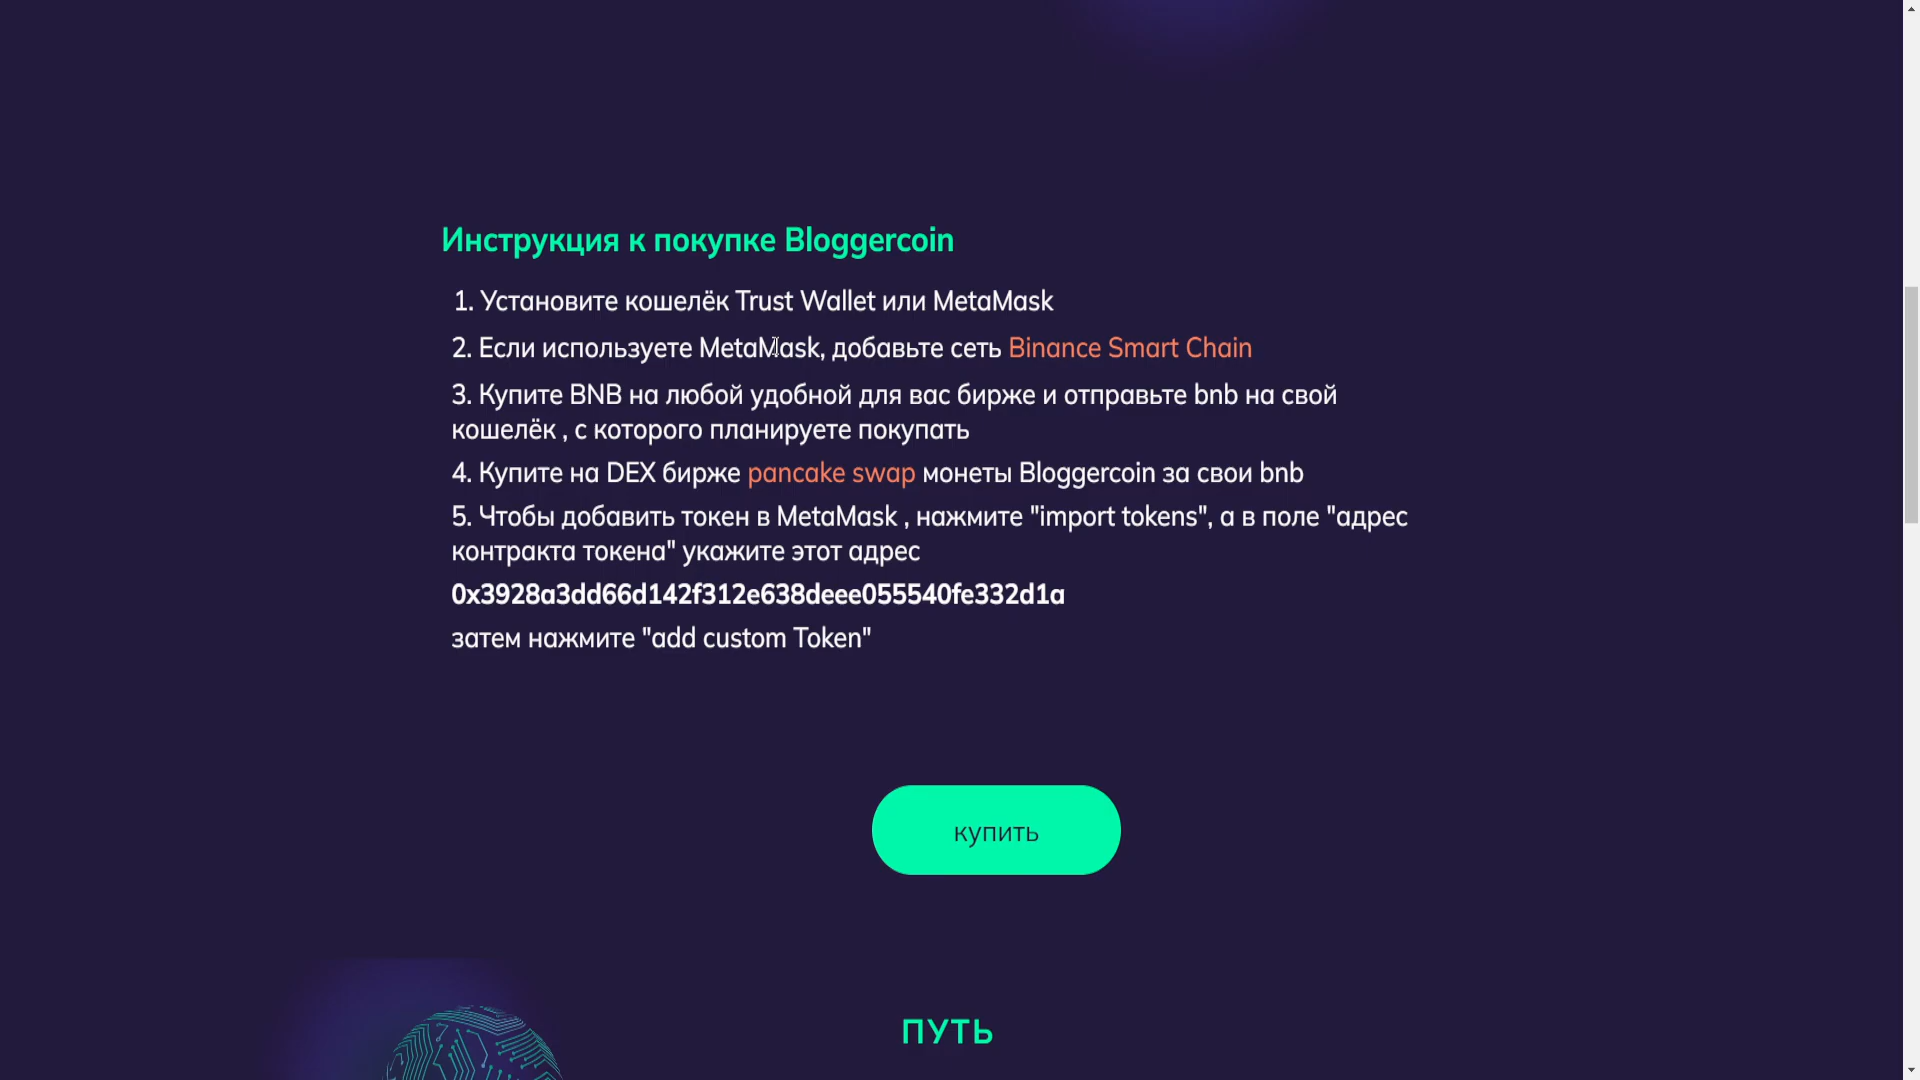 Инструкция к покупке Bloggercoin
1. Установите кошелёк Trust Wallet или MetaMask
2. Если используете MetaMask, добавьте сеть Binance Smart Chain
3. Купите BNB на любой удобной для вас бирже и отправьте bnb на свой
кошелёк , с которого планируете покупать
4. Купите на DEX бирже pancake swap монеты Bloggercoin за свои bnb
5. Чтобы добавить токен в MetaMask , нажмите "import tokens", а в поле "адрес
контракта токена" укажите этот адрес
0x3928a3dd66d142f312e638deee055540fe332d1a
затем нажмите "add custom Token"
купить
ПУТЬ